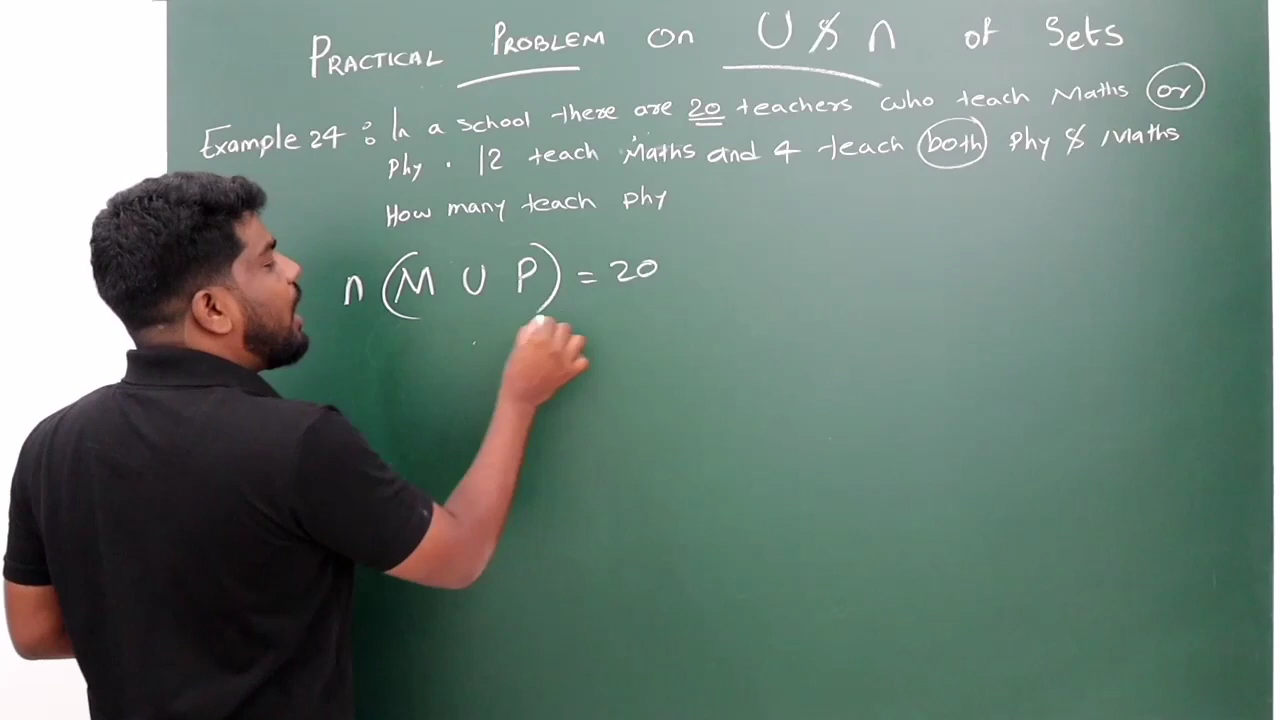 PRACTICAL PROBLEM on U & ∩ of Sets
Example 24 : In a school there are 20 teachers who teach Maths or
Phy . 12 teach Maths and 4 teach both Phy & Maths
How many teach Phy
n (M U P) = 20